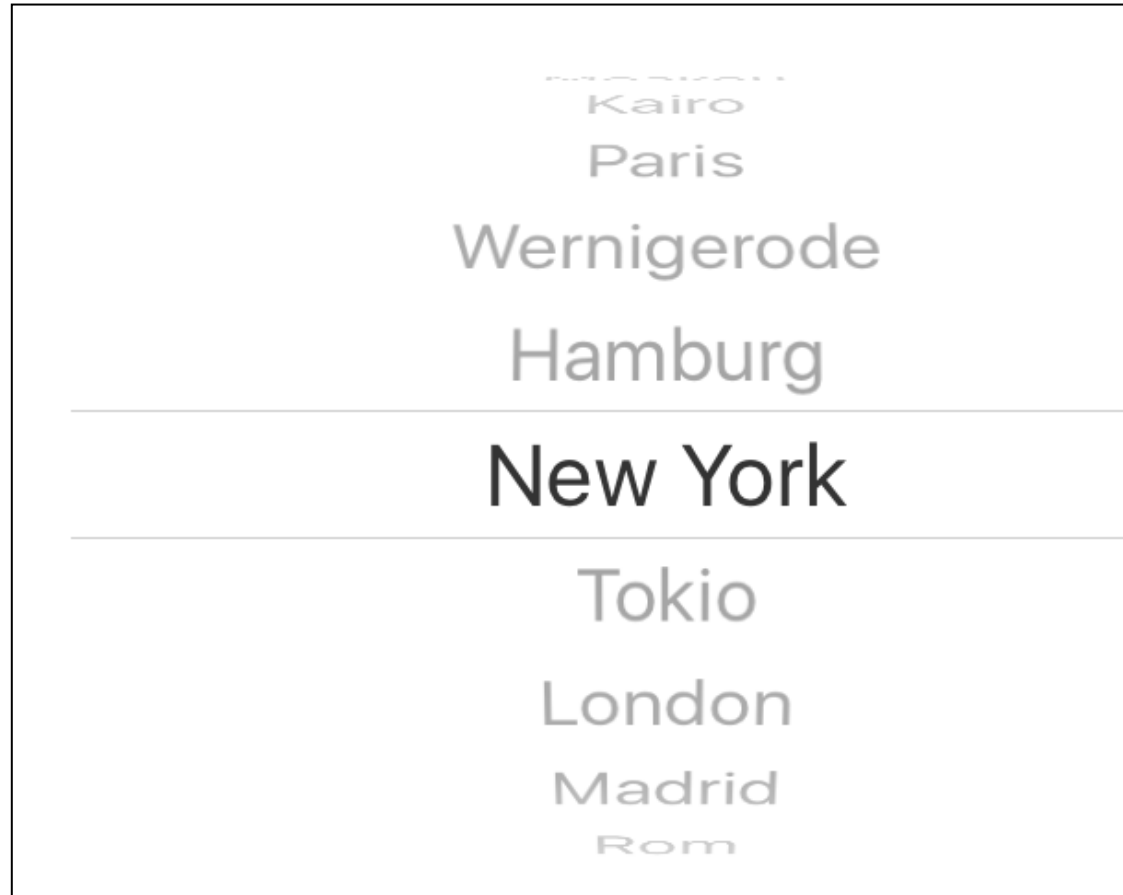 Kairo
Paris
Wernigerode
Hamburg
New York
Tokio
London
Madrid
Rom